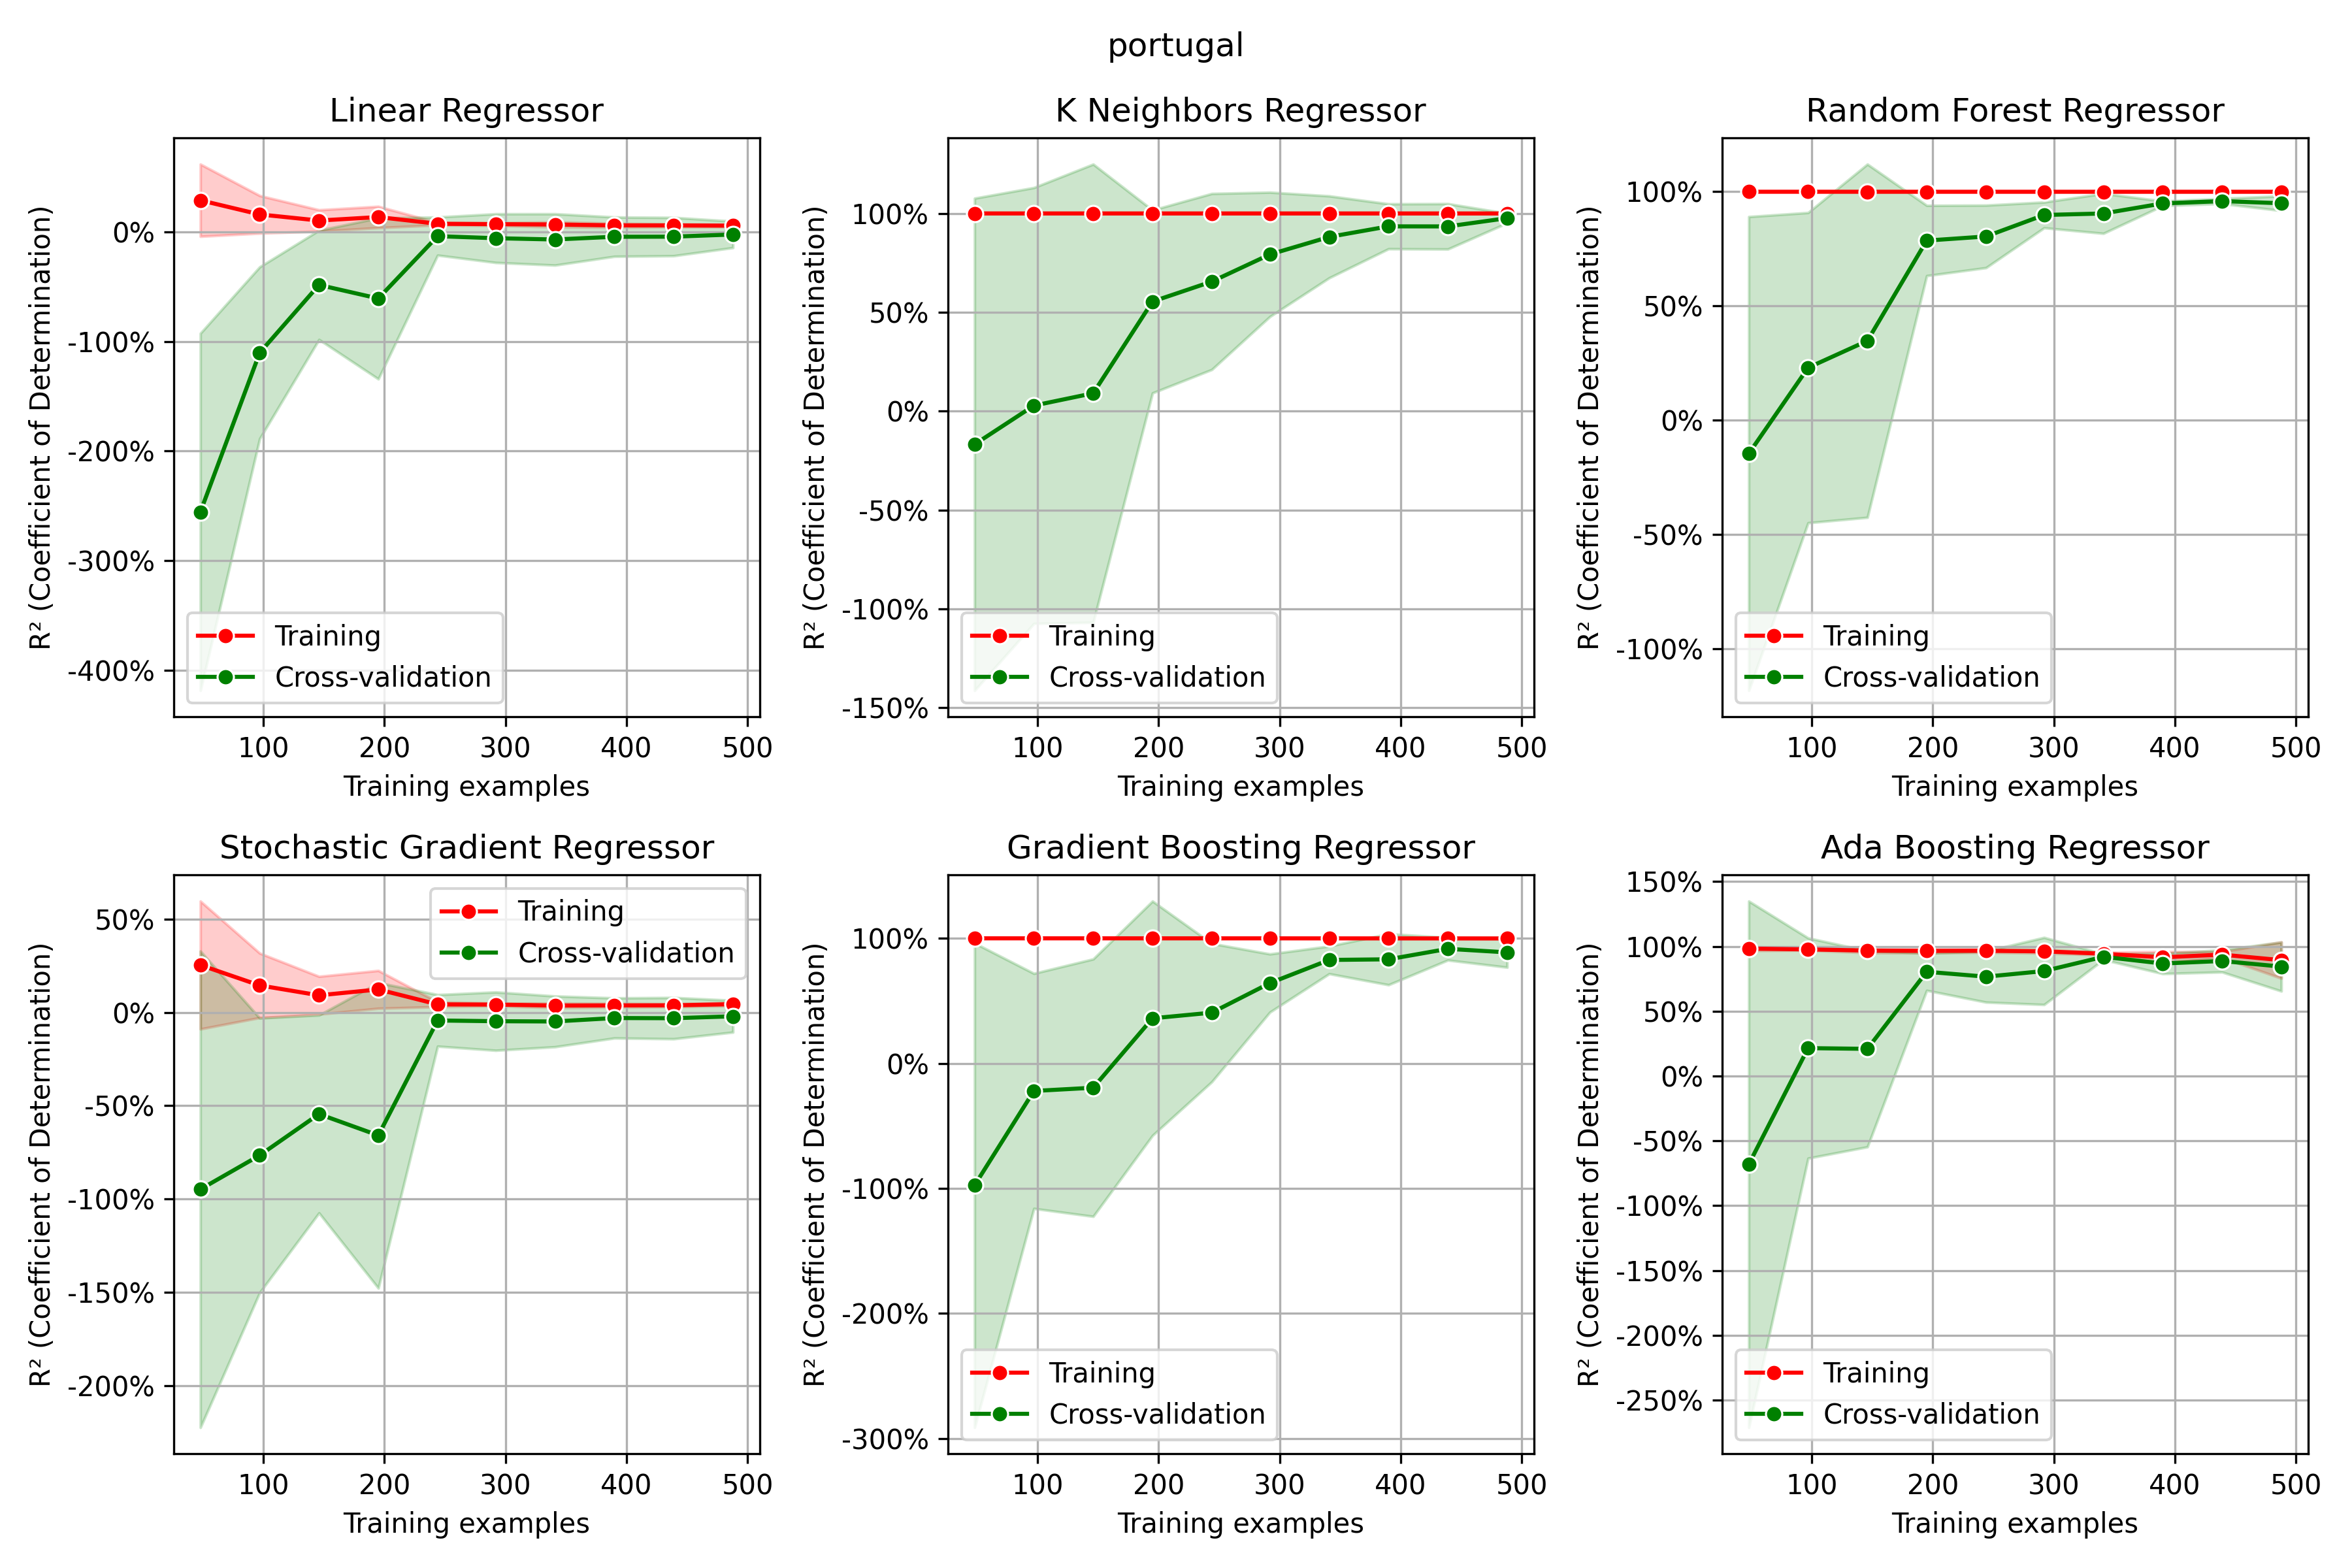 portugal
Linear Regressor
R² (Coefficient of Determination)
0%
-100%
-200%
-300%
-400%
Training
Cross-validation
100 200 300 400 500
Training examples
K Neighbors Regressor
R² (Coefficient of Determination)
100%
50%
0%
-50%
-100%
-150%
Training
Cross-validation
100 200 300 400 500
Training examples
Random Forest Regressor
R² (Coefficient of Determination)
100%
50%
0%
-50%
-100%
Training
Cross-validation
100 200 300 400 500
Training examples
Stochastic Gradient Regressor
R² (Coefficient of Determination)
50%
0%
-50%
-100%
-150%
-200%
Training
Cross-validation
100 200 300 400 500
Training examples
Gradient Boosting Regressor
R² (Coefficient of Determination)
100%
0%
-100%
-200%
-300%
Training
Cross-validation
100 200 300 400 500
Training examples
Ada Boosting Regressor
R² (Coefficient of Determination)
150%
100%
50%
0%
-50%
-100%
-150%
-200%
-250%
Training
Cross-validation
100 200 300 400 500
Training examples